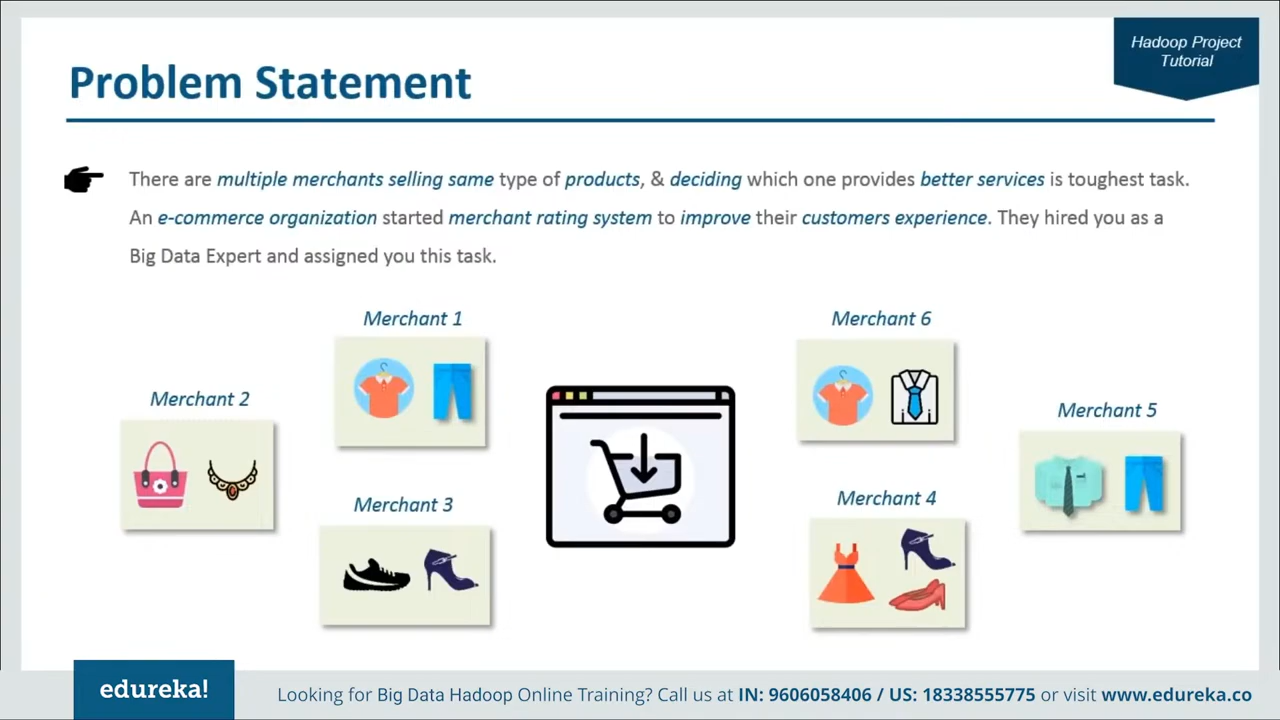 Hadoop Project
Tutorial
Problem Statement
There are multiple merchants selling same type of products, & deciding which one provides better services is toughest task.
An e-commerce organization started merchant rating system to improve their customers experience. They hired you as a
Big Data Expert and assigned you this task.
Merchant 1
Merchant 6
Merchant 2
Merchant 5
Merchant 3
Merchant 4
edureka!
Looking for Big Data Hadoop Online Training? Call us at IN: 9606058406 / US: 18338555775 or visit www.edureka.co